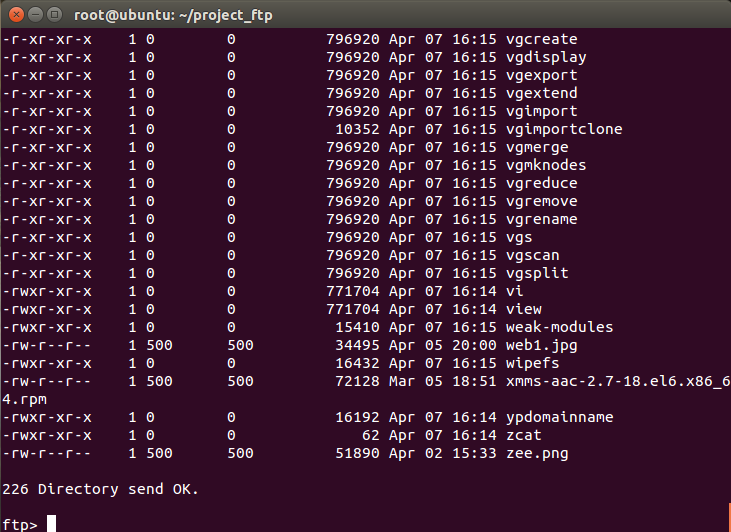 root@ubuntu: ~/project_ftp
-r-xr-xr-x    1 0        0          796920 Apr 07 16:15 vgcreate
-r-xr-xr-x    1 0        0          796920 Apr 07 16:15 vgdisplay
-r-xr-xr-x    1 0        0          796920 Apr 07 16:15 vgexport
-r-xr-xr-x    1 0        0          796920 Apr 07 16:15 vgextend
-r-xr-xr-x    1 0        0          796920 Apr 07 16:15 vgimport
-r-xr-xr-x    1 0        0           10352 Apr 07 16:15 vgimportclone
-r-xr-xr-x    1 0        0          796920 Apr 07 16:15 vgmerge
-r-xr-xr-x    1 0        0          796920 Apr 07 16:15 vgmknodes
-r-xr-xr-x    1 0        0          796920 Apr 07 16:15 vgreduce
-r-xr-xr-x    1 0        0          796920 Apr 07 16:15 vgremove
-r-xr-xr-x    1 0        0          796920 Apr 07 16:15 vgrename
-r-xr-xr-x    1 0        0          796920 Apr 07 16:15 vgs
-r-xr-xr-x    1 0        0          796920 Apr 07 16:15 vgscan
-r-xr-xr-x    1 0        0          796920 Apr 07 16:15 vgsplit
-rwxr-xr-x    1 0        0          771704 Apr 07 16:14 vi
-rwxr-xr-x    1 0        0          771704 Apr 07 16:14 view
-rwxr-xr-x    1 0        0           15410 Apr 07 16:15 weak-modules
-rw-r--r--    1 500      500         34495 Apr 05 20:00 web1.jpg
-rwxr-xr-x    1 0        0           16432 Apr 07 16:15 wipefs
-rw-r--r--    1 500      500         72128 Mar 05 18:51 xmms-aac-2.7-18.el6.x86_6
4.rpm
-rwxr-xr-x    1 0        0           16192 Apr 07 16:14 ypdomainname
-rwxr-xr-x    1 0        0              62 Apr 07 16:14 zcat
-rw-r--r--    1 500      500         51890 Apr 02 15:33 zee.png
226 Directory send OK.
ftp>